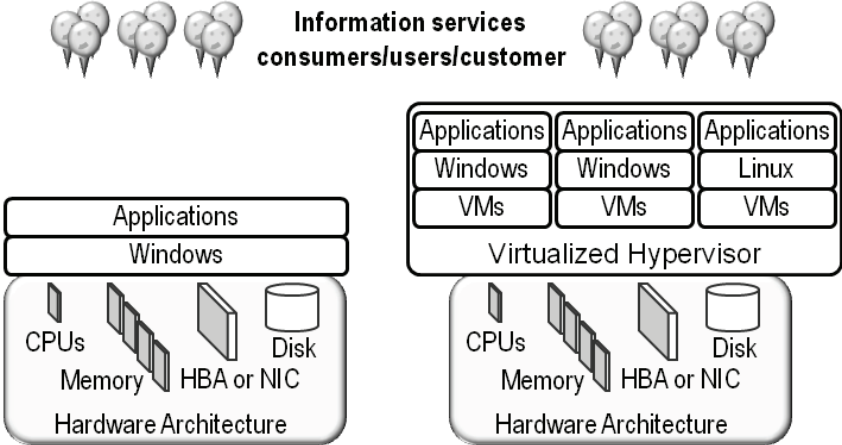 Information services
consumers/users/customer
Applications
Windows
CPUs
Memory
HBA or NIC
Disk
Hardware Architecture
Applications Applications Applications
Windows Windows Linux
VMs VMs VMs
Virtualized Hypervisor
CPUs
Memory
HBA or NIC
Disk
Hardware Architecture